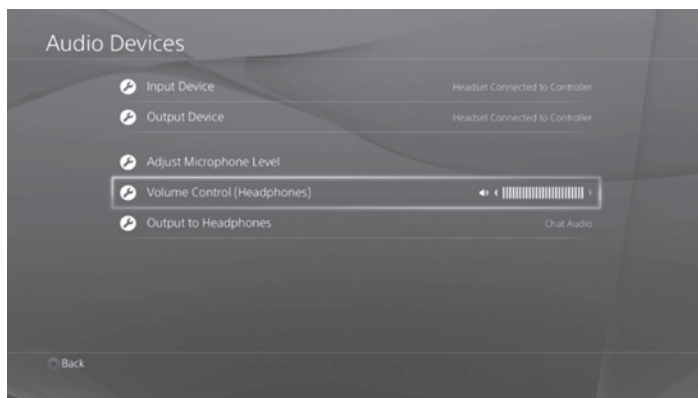 Audio Devices
Input Device Headset Connected to Controller
Output Device Headset Connected to Controller
Adjust Microphone Level
Volume Control (Headphones)
Output to Headphones Chat Audio
Back